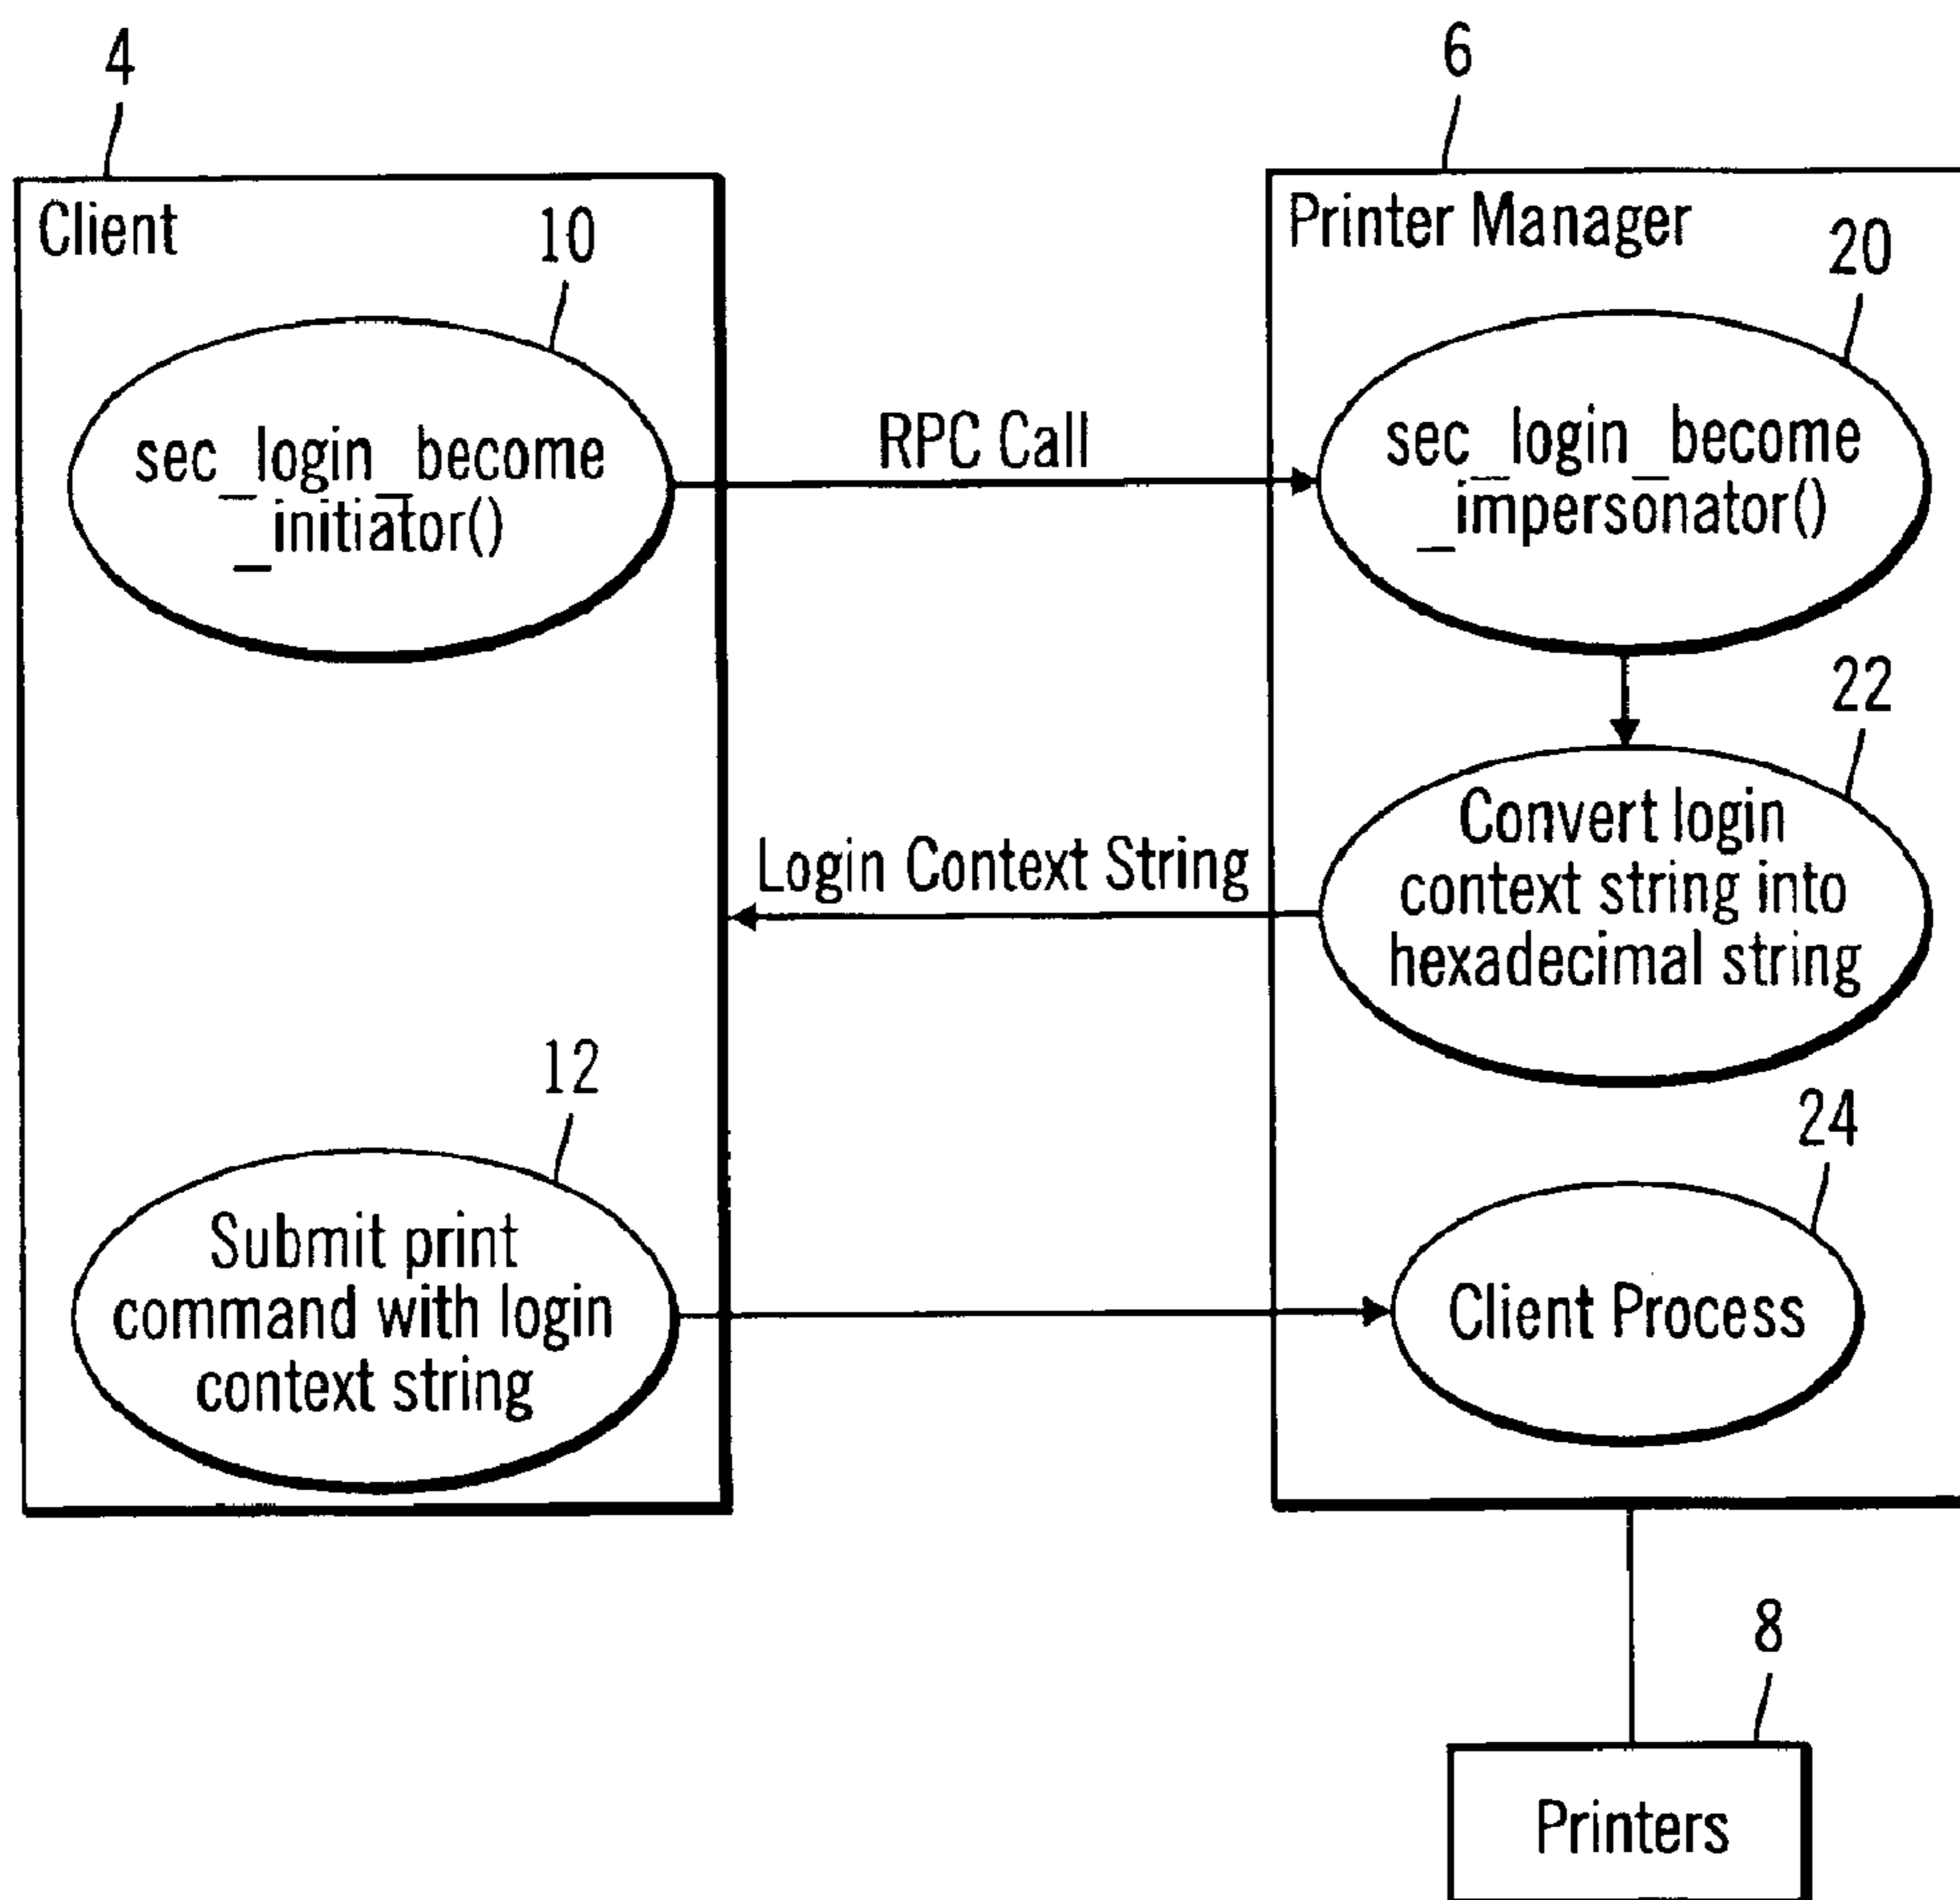 4
6
Client
10
Printer Manager
20
sec_login_become
_initiator()
RPC Call
sec_login_become
_impersonator()
22
Convert login
context string into
hexadecimal string
Login Context String
12
24
Submit print
command with login
context string
Client Process
8
Printers